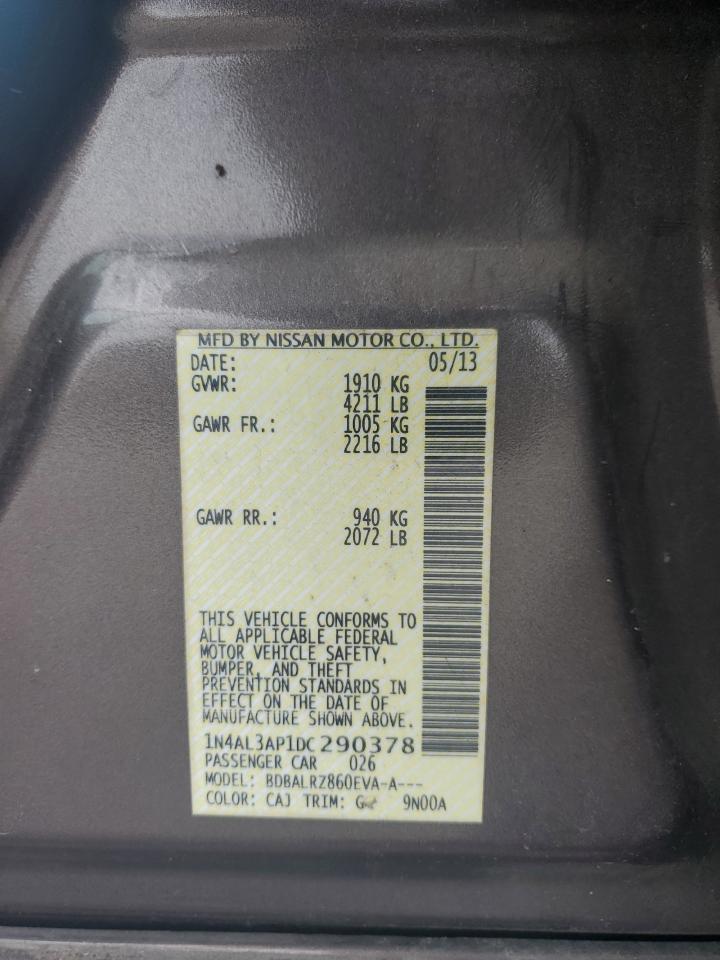 MFD BY NISSAN MOTOR CO., LTD.
DATE: 05/13
GVWR: 1910 KG
4211 LB
GAWR FR.: 1005 KG
2216 LB
GAWR RR.: 940 KG
2072 LB
THIS VEHICLE CONFORMS TO
ALL APPLICABLE FEDERAL
MOTOR VEHICLE SAFETY,
BUMPER, AND THEFT
PREVENTION STANDARDS IN
EFFECT ON THE DATE OF
MANUFACTURE SHOWN ABOVE.
1N4AL3AP1DC290378
PASSENGER CAR 026
MODEL: BDBALRZ860EVA-A---
COLOR: CAJ TRIM: 9N00A